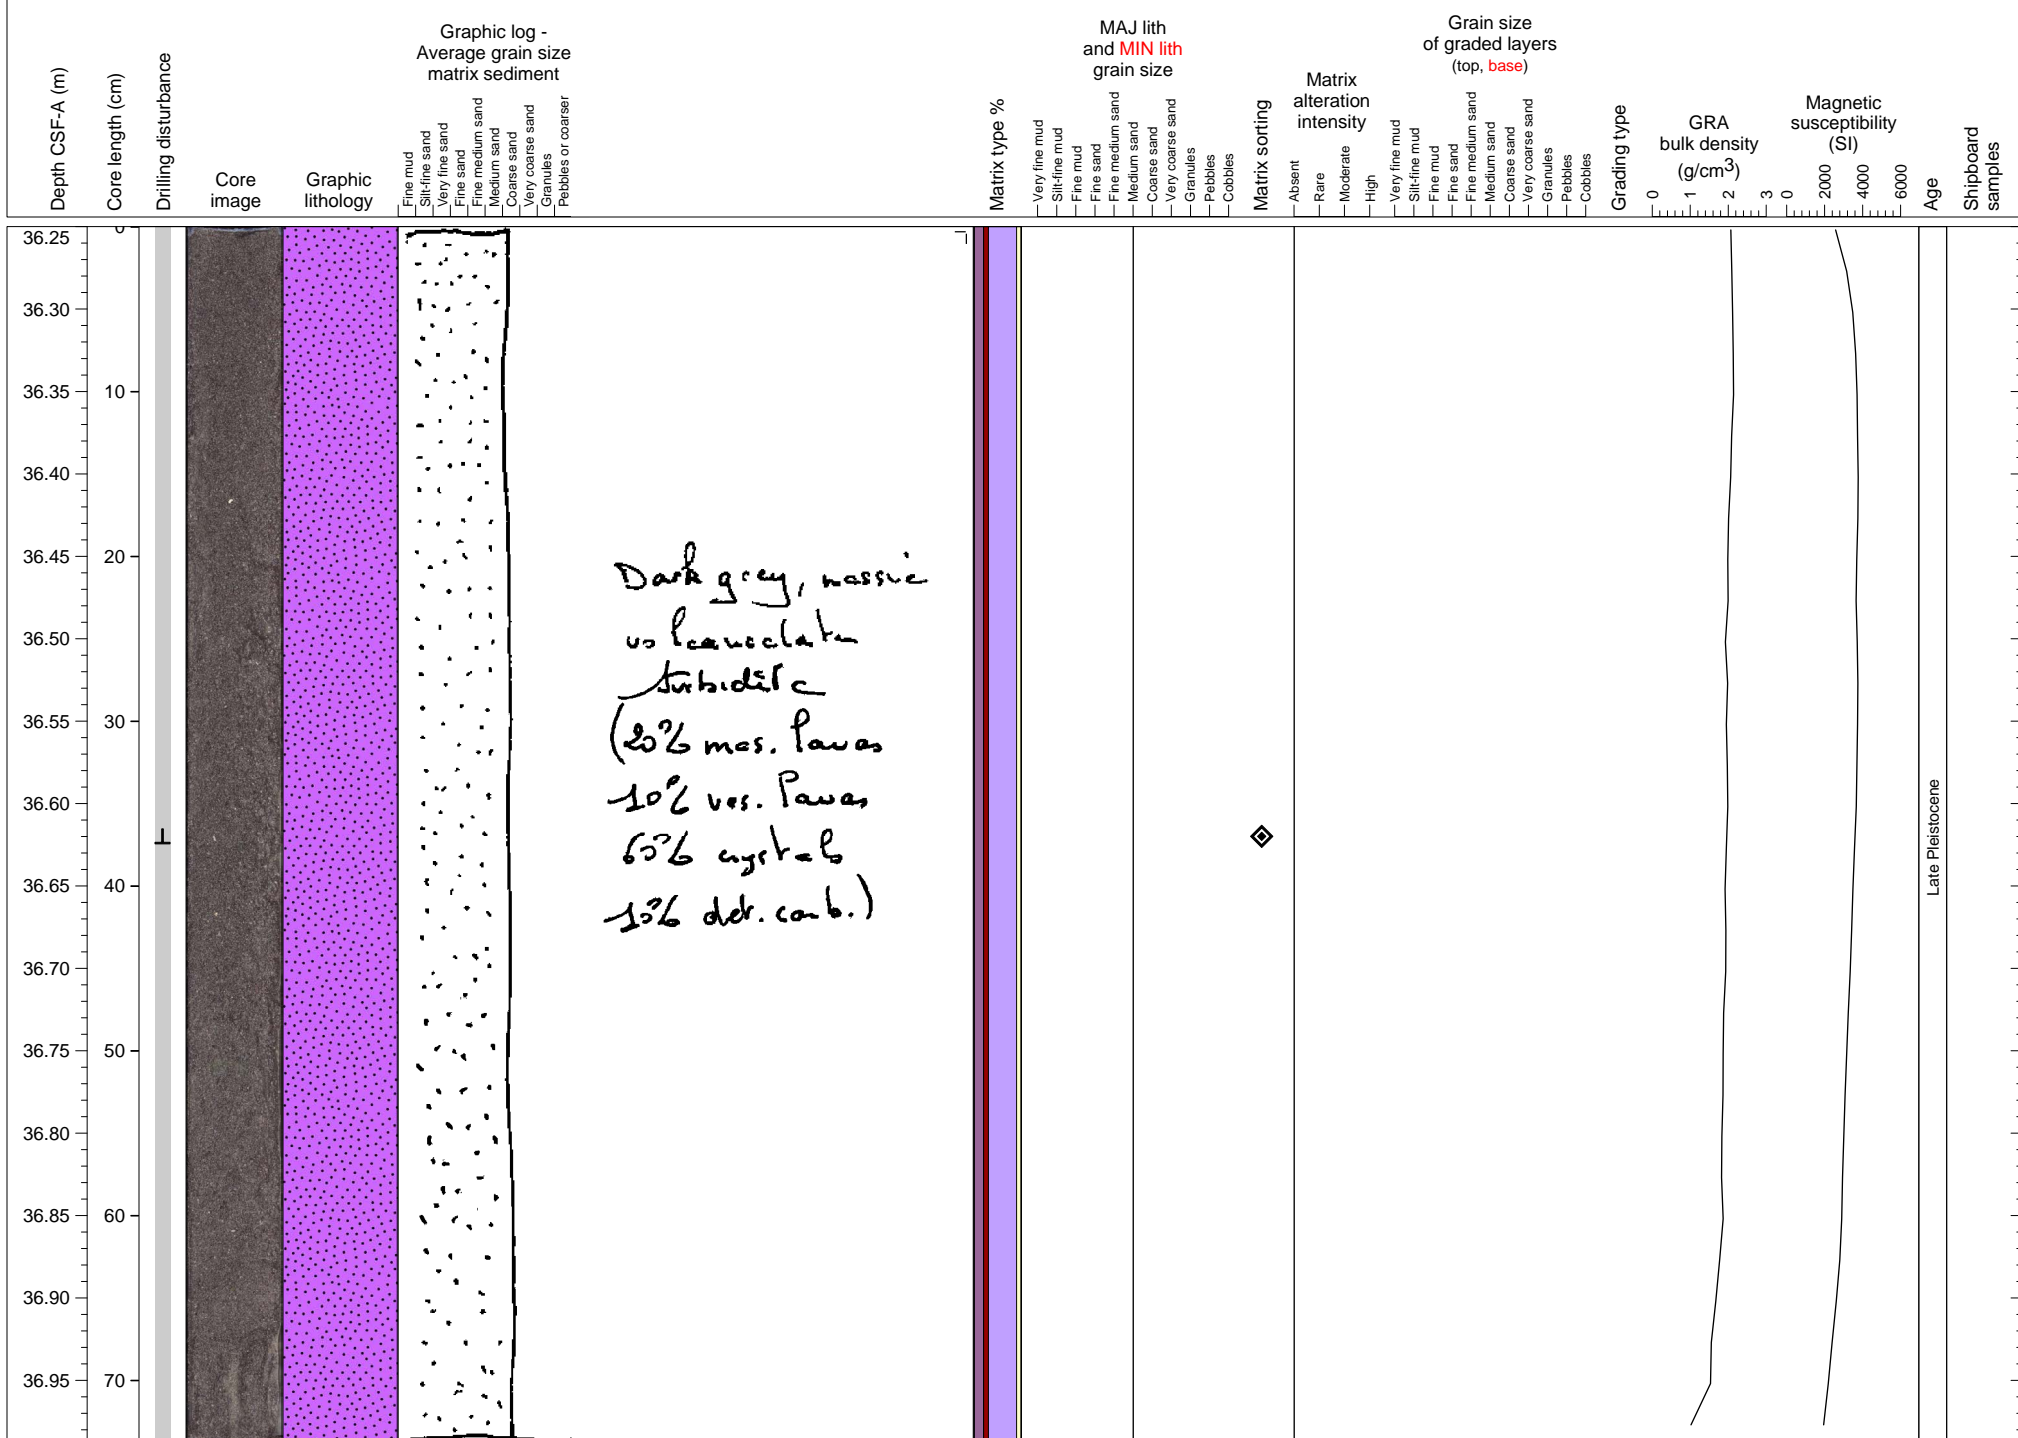 Graphic log -
Average grain size
matrix sediment
MAJ lith
and MIN lith
grain size
Grain size
of graded layers
(top, base)
Matrix
alteration
intensity
GRA
bulk density
(g/cm3)
Magnetic
susceptibility
(SI)
Depth CSF-A (m)
Core length (cm)
Drilling disturbance
Core
image
Graphic
lithology
Fine mud
Silt-fine sand
Very fine sand
Fine sand
Fine medium sand
Medium sand
Coarse sand
Very coarse sand
Granules
Pebbles or coarser
Matrix type %
Very fine mud
Silt-fine mud
Fine mud
Fine sand
Fine medium sand
Medium sand
Coarse sand
Very coarse sand
Granules
Pebbles
Cobbles
Matrix sorting
Absent
Rare
Moderate
High
Very fine mud
Silt-fine mud
Fine mud
Fine sand
Fine medium sand
Medium sand
Coarse sand
Very coarse sand
Granules
Pebbles
Cobbles
Grading type
0 1 2 3
0 2000 4000 6000
Age
Shipboard
samples
36.25 0
36.30
36.35 10
36.40
36.45 20
36.50
36.55 30
36.60
36.65 40
36.70
36.75 50
36.80
36.85 60
36.90
36.95 70
Dark grey, massive
volcaniclastic
turbidite
(20% mas. lavas
10% ves. lavas
60% crystals
10% det. carb.)
Late Pleistocene